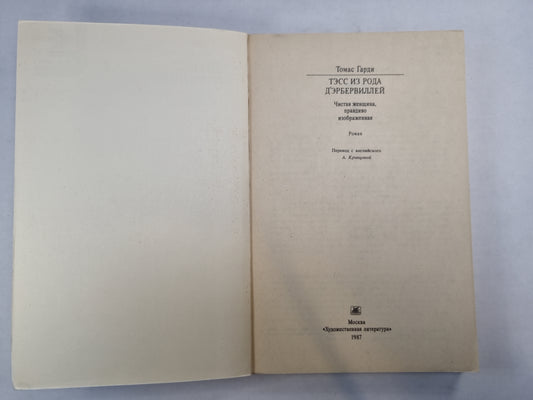 Томас Гарди
ТЭСС ИЗ РОДА
Д'ЭРБЕРВИЛЛЕЙ
Чистая женщина,
правдиво
изображенная
Роман
Перевод с английского
А. Кривцовой
Москва
«Художественная литература»
1987